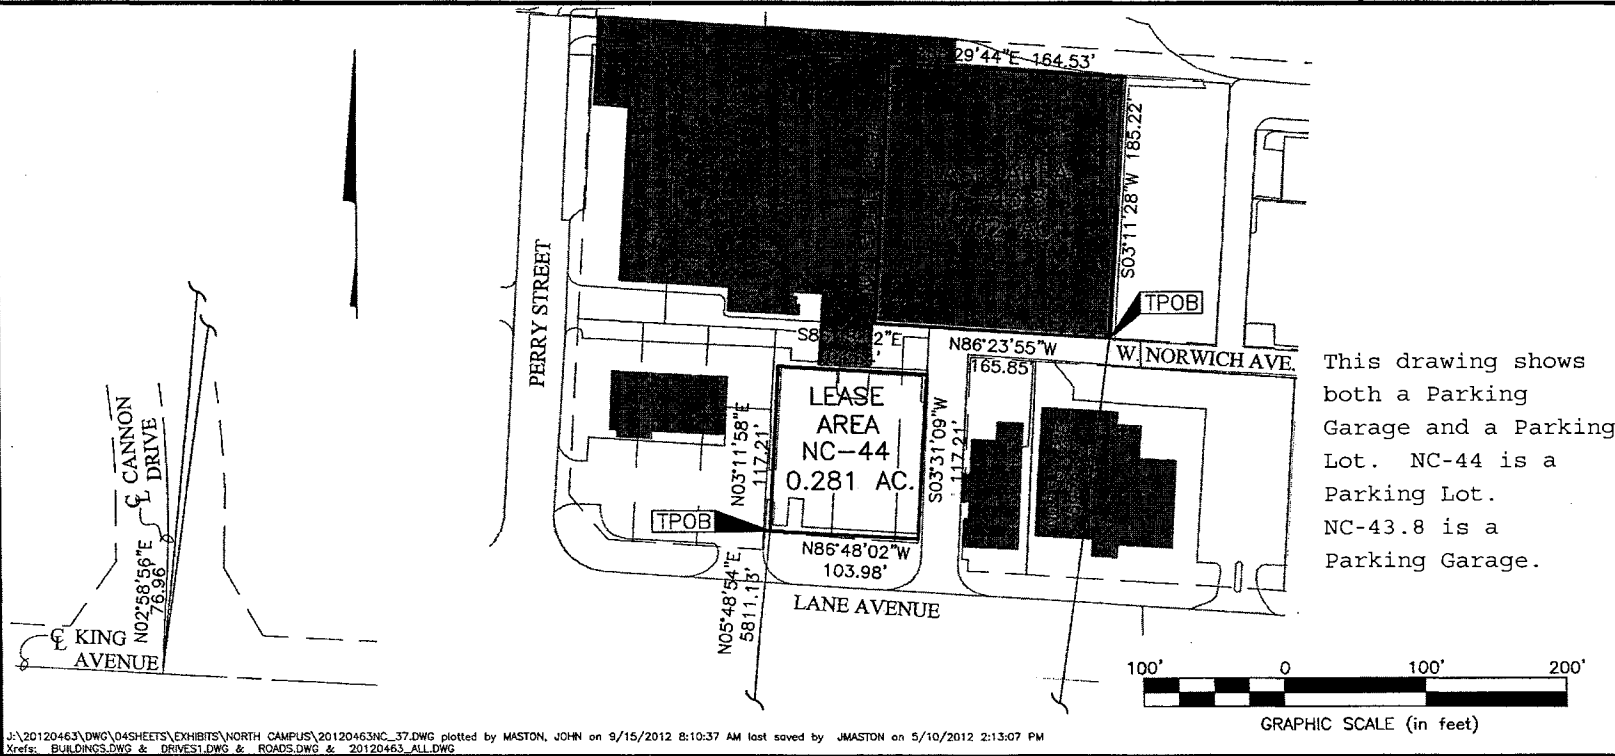 29'44"E 164.53'
S03°11'28"W 185.22'
TPOB
PERRY STREET
2"E
N86°23'55"W
165.85'
W. NORWICH AVE.
LEASE
AREA
NC-44
0.281 AC.
N03°11'58"E
117.21'
S03°31'09"W
117.21'
TPOB
N86°48'02"W
103.98'
N05°48'54"E
5811.13'
LANE AVENUE
℄ CANNON
DRIVE
℄
N02°58'56"E
76.96
℄ KING
AVENUE
This drawing shows
both a Parking
Garage and a Parking
Lot. NC-44 is a
Parking Lot.
NC-43.8 is a
Parking Garage.
100' 0 100' 200'
GRAPHIC SCALE (in feet)
J:\20120463\DWG\04SHEETS\EXHIBITS\NORTH CAMPUS\20120463NC_37.DWG plotted by MASTON, JOHN on 9/15/2012 8:10:37 AM last saved by JMASTON on 5/10/2012 2:13:07 PM
Xrefs: BUILDINGS.DWG & DRIVES1.DWG & ROADS.DWG & 20120463_ALL.DWG